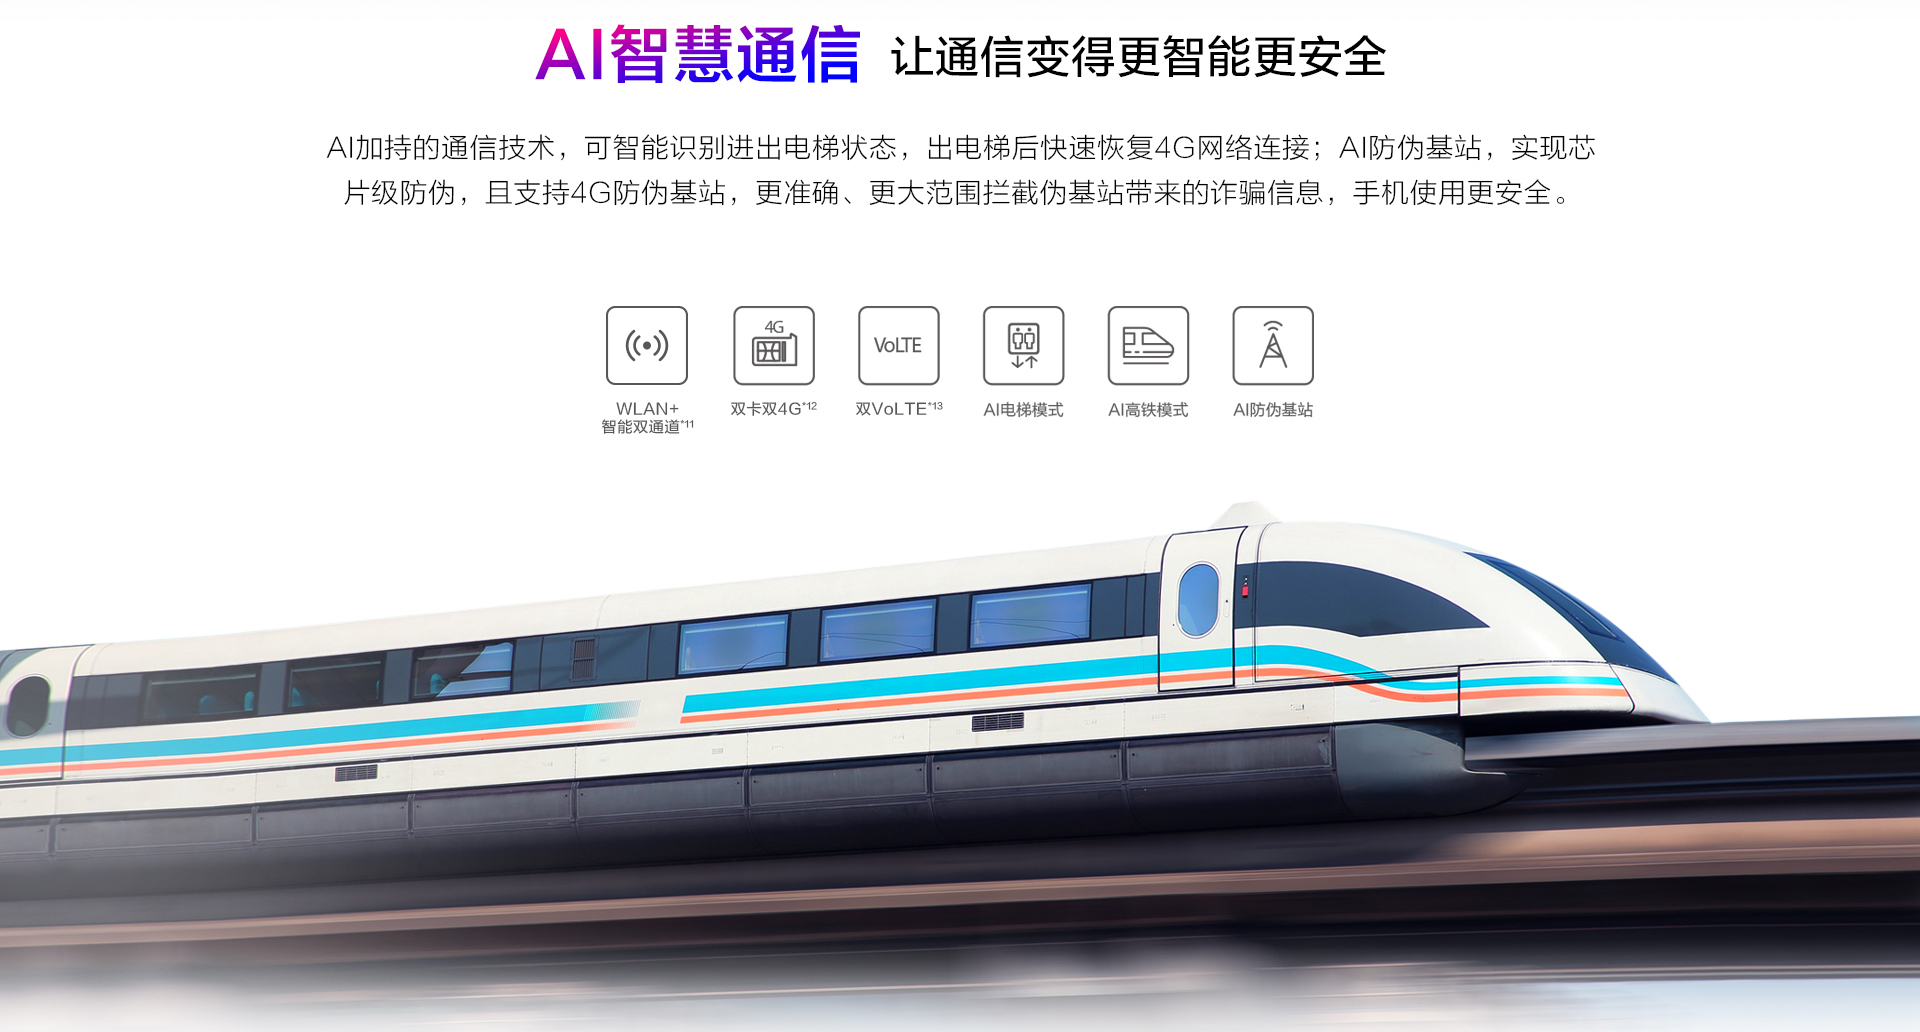 AI智慧通信 让通信变得更智能更安全
AI加持的通信技术，可智能识别进出电梯状态，出电梯后快速恢复4G网络连接；AI防伪基站，实现芯
片级防伪，且支持4G防伪基站，更准确、更大范围拦截伪基站带来的诈骗信息，手机使用更安全。
4G
VoLTE
WLAN+
智能双通道*11
双卡双4G*12
双VoLTE*13
AI电梯模式
AI高铁模式
AI防伪基站